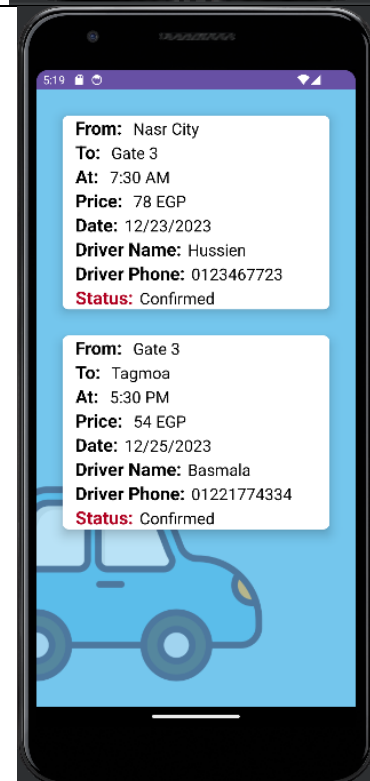 5:19
From: Nasr City
To: Gate 3
At: 7:30 AM
Price: 78 EGP
Date: 12/23/2023
Driver Name: Hussien
Driver Phone: 0123467723
Status: Confirmed
From: Gate 3
To: Tagmoa
At: 5:30 PM
Price: 54 EGP
Date: 12/25/2023
Driver Name: Basmala
Driver Phone: 01221774334
Status: Confirmed